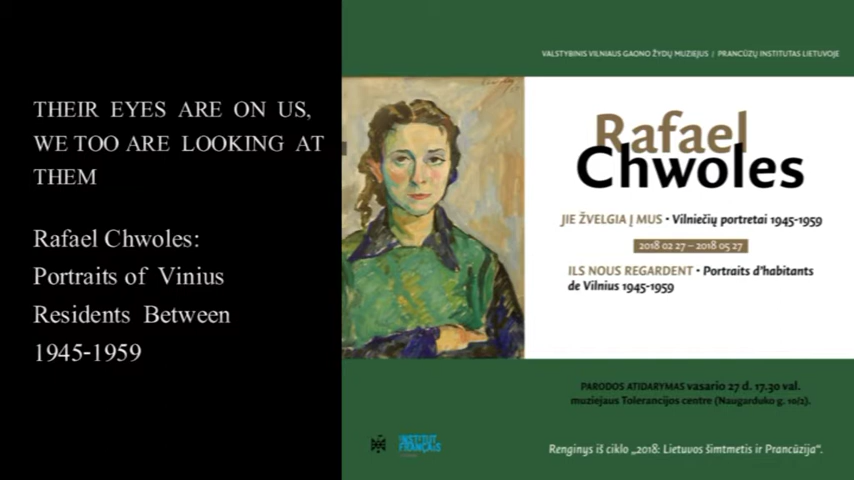 THEIR EYES ARE ON US,
WE TOO ARE LOOKING AT
THEM
Rafael Chwoles:
Portraits of Vinius
Residents Between
1945-1959
VALSTYBINIS VILNIAUS GAONO ŽYDŲ MUZIEJUS / PRANCŪZŲ INSTITUTAS LIETUVOJE
Rafael
Chwoles
JIE ŽVELGIA Į MUS • Vilniečių portretai 1945-1959
2018 02 27 – 2018 05 27
ILS NOUS REGARDENT • Portraits d'habitants
de Vilnius 1945-1959
PARODOS ATIDARYMAS vasario 27 d. 17.30 val.
muziejaus Tolerancijos centre (Naugarduko g. 10/2).
INSTITUT
FRANÇAIS
Renginys iš ciklo „2018: Lietuvos šimtmetis ir Prancūzija“.